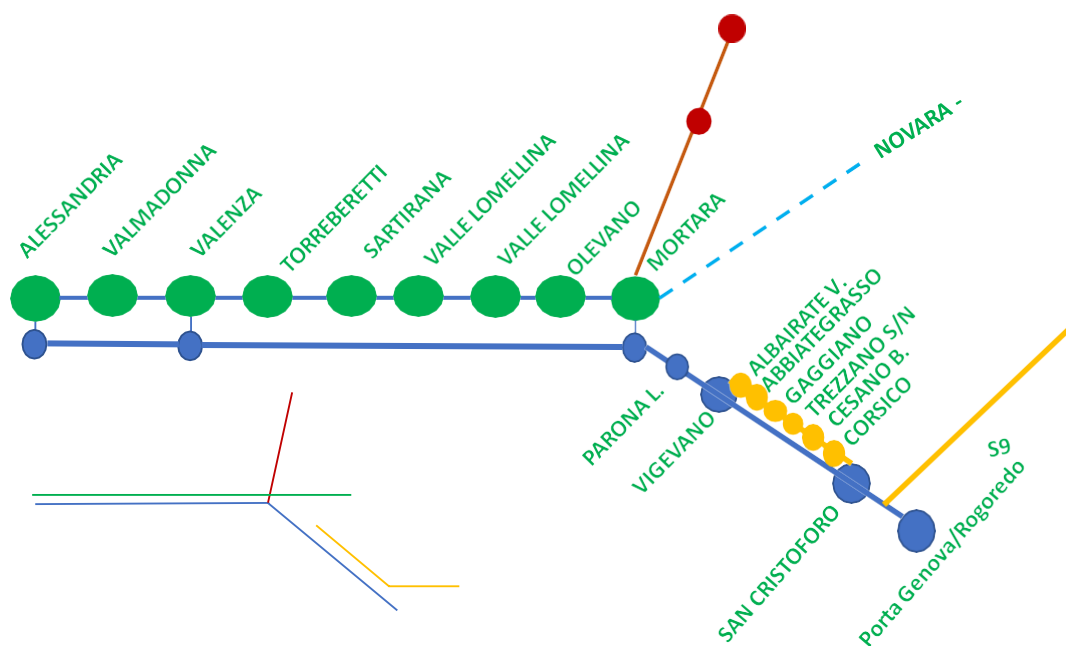 ALESSANDRIA
VALMADONNA
VALENZA
TORREBERETTI
SARTIRANA
VALLE LOMELLINA
VALLE LOMELLINA
OLEVANO
MORTARA
NOVARA -
PARONA L.
VIGEVANO
ALBAIRATE V.
ABBIATEGRASSO
GAGGIANO
TREZZANO S/N
CESANO B.
CORSICO
SAN CRISTOFORO
S9
Porta Genova/Rogoredo